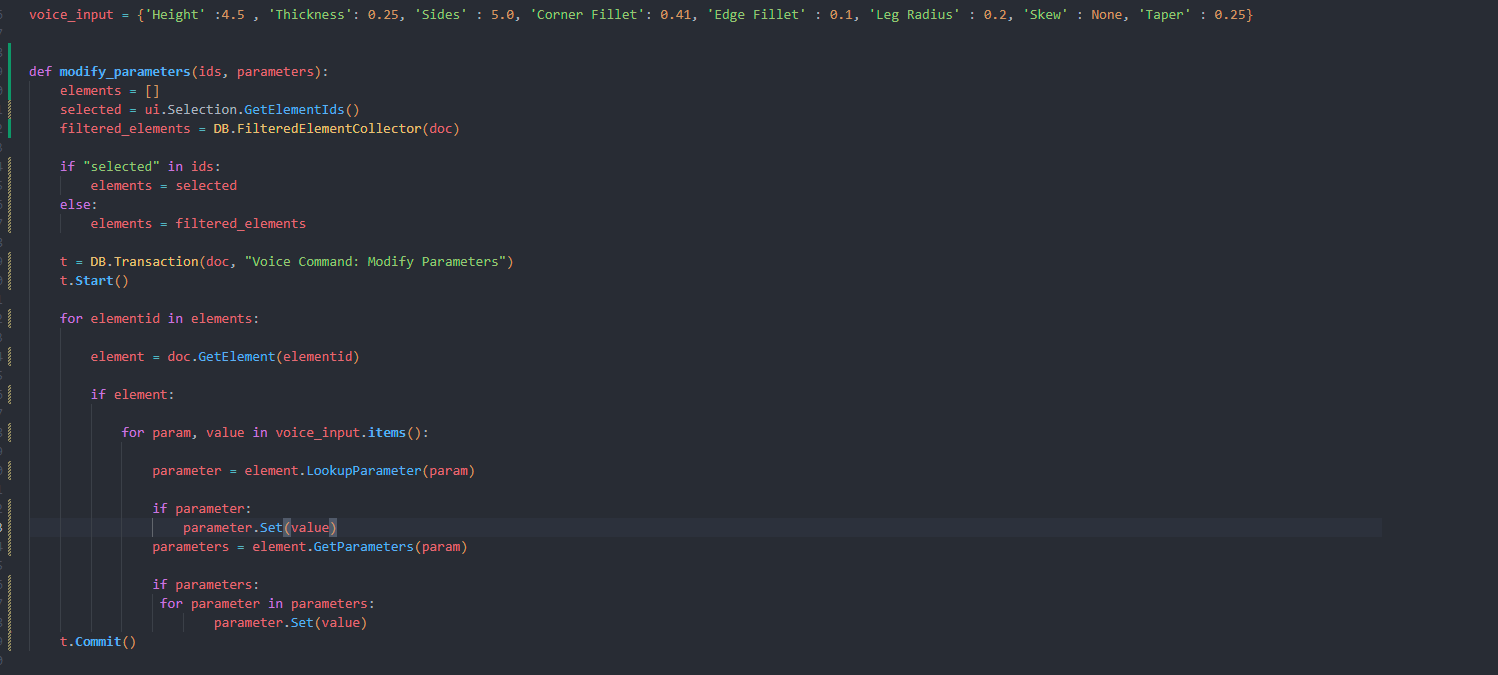 voice_input = {'Height' :4.5 , 'Thickness': 0.25, 'Sides' : 5.0, 'Corner Fillet': 0.41, 'Edge Fillet' : 0.1, 'Leg Radius' : 0.2, 'Skew' : None, 'Taper' : 0.25}
def modify_parameters(ids, parameters):
elements = []
selected = ui.Selection.GetElementIds()
filtered_elements = DB.FilteredElementCollector(doc)
if "selected" in ids:
elements = selected
else:
elements = filtered_elements
t = DB.Transaction(doc, "Voice Command: Modify Parameters")
t.Start()
for elementid in elements:
element = doc.GetElement(elementid)
if element:
for param, value in voice_input.items():
parameter = element.LookupParameter(param)
if parameter:
parameter.Set(value)
parameters = element.GetParameters(param)
if parameters:
for parameter in parameters:
parameter.Set(value)
t.Commit()